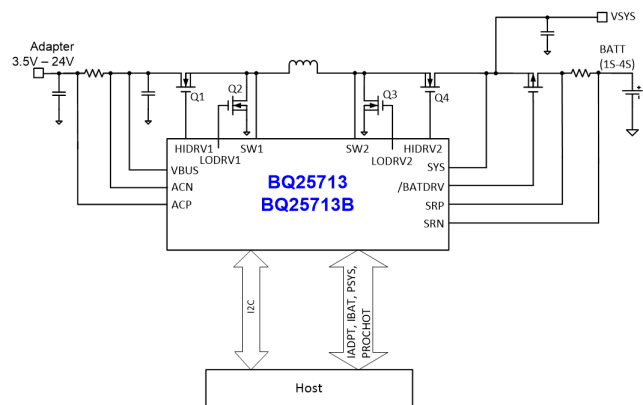 VSYS
Adapter
3.5V – 24V
BATT
(1S-4S)
Q1
Q2
Q3
Q4
HIDRV1
LODRV1
SW1
SW2
LODRV2
HIDRV2
VBUS
ACN
ACP
BQ25713
BQ25713B
SYS
/BATDRV
SRP
SRN
I2C
IADPT, IBAT, PSYS,
PROCHOT
Host